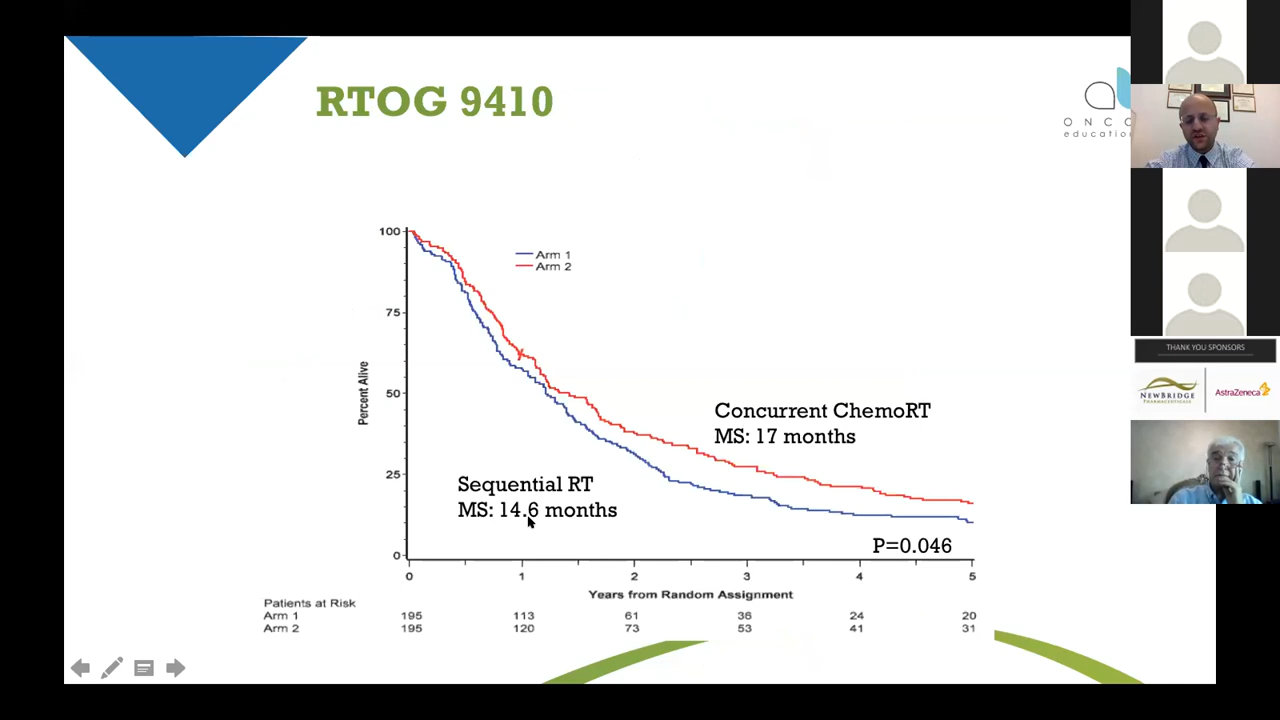 RTOG 9410
ONCO
education
THANK YOU SPONSORS
NEWBRIDGE
PHARMACEUTICALS
AstraZeneca
100
75
50
25
0
Percent Alive
Arm 1
Arm 2
Concurrent ChemoRT
MS: 17 months
Sequential RT
MS: 14.6 months
P=0.046
0 1 2 3 4 5
Years from Random Assignment
Patients at Risk
Arm 1 195 113 61 36 24 20
Arm 2 195 120 73 53 41 31